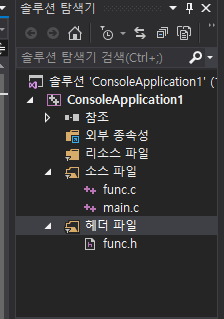 솔루션 탐색기
솔루션 탐색기 검색(Ctrl+;)
솔루션 'ConsoleApplication1' (1
ConsoleApplication1
참조
외부 종속성
리소스 파일
소스 파일
func.c
main.c
헤더 파일
func.h